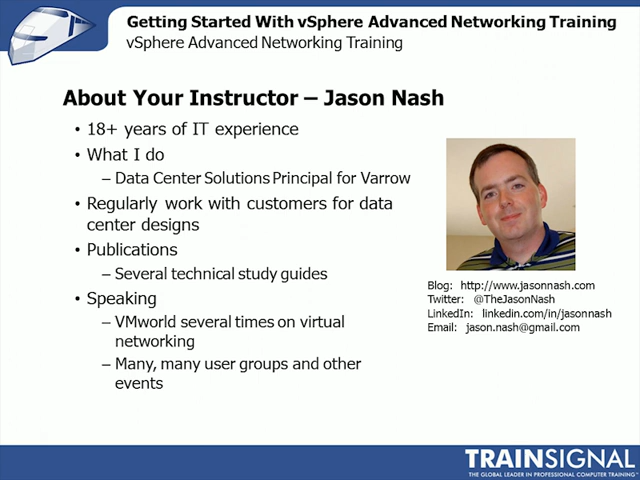 Getting Started With vSphere Advanced Networking Training
vSphere Advanced Networking Training
About Your Instructor – Jason Nash
• 18+ years of IT experience
• What I do
– Data Center Solutions Principal for Varrow
• Regularly work with customers for data
center designs
• Publications
– Several technical study guides
• Speaking
– VMworld several times on virtual
networking
– Many, many user groups and other
events
Blog: http://www.jasonnash.com
Twitter: @TheJasonNash
LinkedIn: linkedin.com/in/jasonnash
Email: jason.nash@gmail.com
TRAINSIGNAL
THE GLOBAL LEADER IN PROFESSIONAL COMPUTER TRAINING